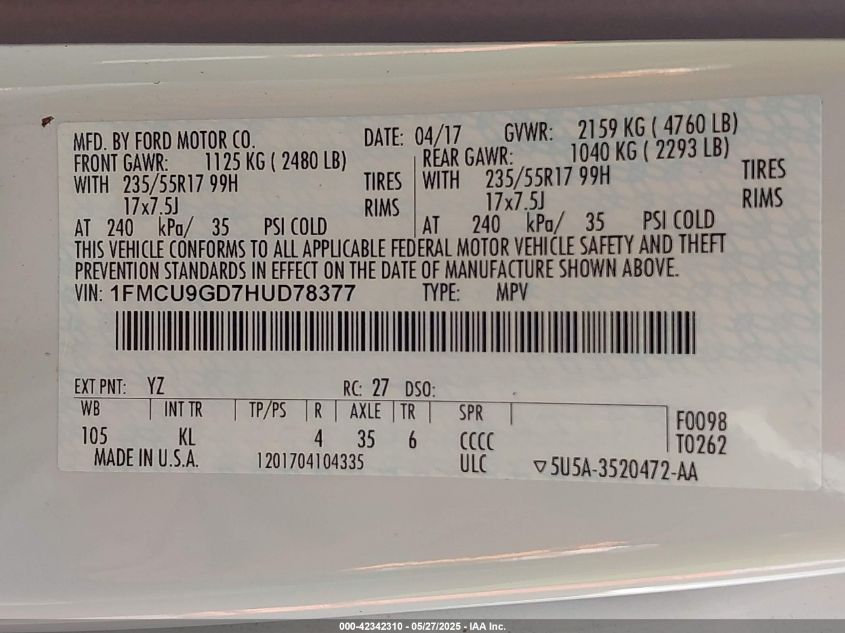 MFD. BY FORD MOTOR CO. DATE: 04/17 GVWR: 2159 KG ( 4760 LB)
FRONT GAWR: 1125 KG ( 2480 LB) REAR GAWR: 1040 KG ( 2293 LB)
WITH 235/55R17 99H TIRES WITH 235/55R17 99H TIRES
17x7.5J RIMS 17x7.5J RIMS
AT 240 kPa/ 35 PSI COLD AT 240 kPa/ 35 PSI COLD
THIS VEHICLE CONFORMS TO ALL APPLICABLE FEDERAL MOTOR VEHICLE SAFETY AND THEFT
PREVENTION STANDARDS IN EFFECT ON THE DATE OF MANUFACTURE SHOWN ABOVE.
VIN: 1FMCU9GD7HUD78377 TYPE: MPV
EXT PNT: YZ RC: 27 DSO:
WB INT TR TP/PS R AXLE TR SPR F0098
105 KL 4 35 6 CCCC T0262
MADE IN U.S.A. 1201704104335 ULC ▽5U5A-3520472-AA
000-42342310 - 05/27/2025 - IAA Inc.